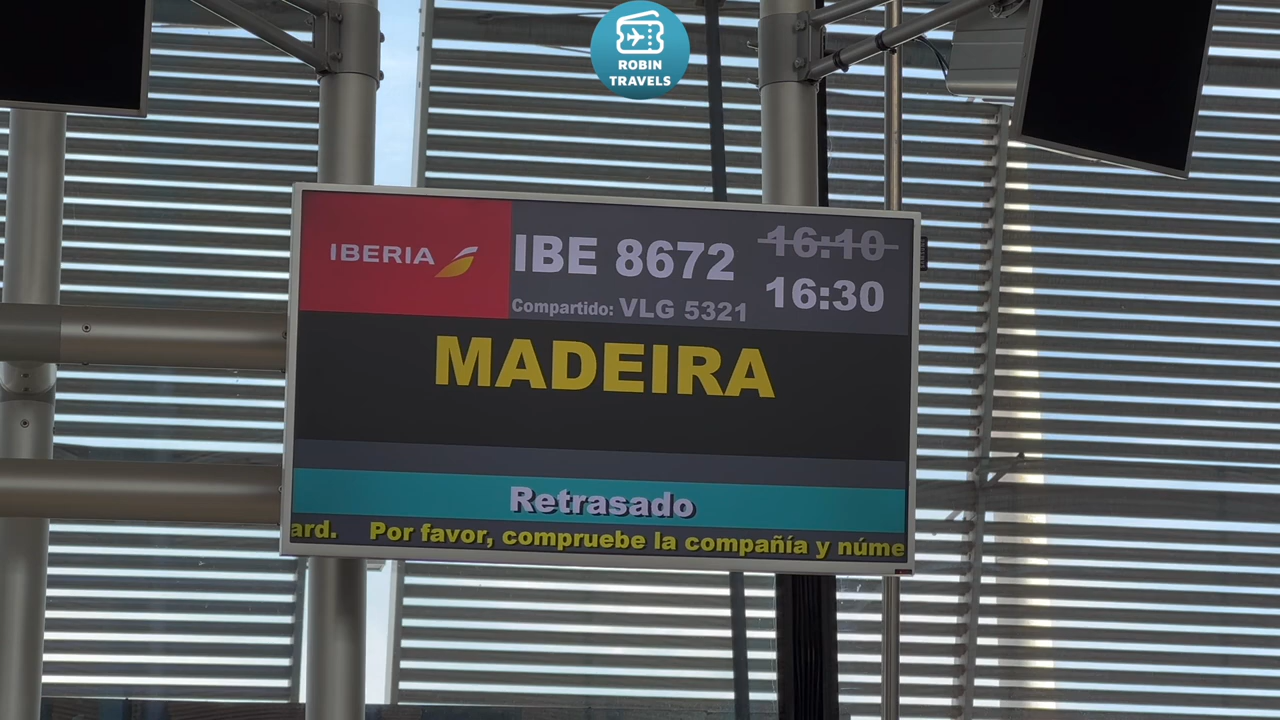 ROBIN
TRAVELS
IBERIA
IBE 8672
16:10
Compartido: VLG 5321
16:30
MADEIRA
Retrasado
ard. Por favor, compruebe la compañía y núme